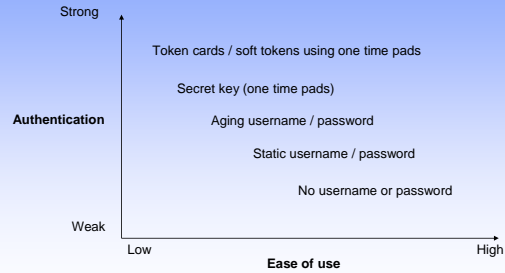 Strong
Token cards / soft tokens using one time pads
Secret key (one time pads)
Authentication
Aging username / password
Static username / password
No username or password
Weak
Low
High
Ease of use